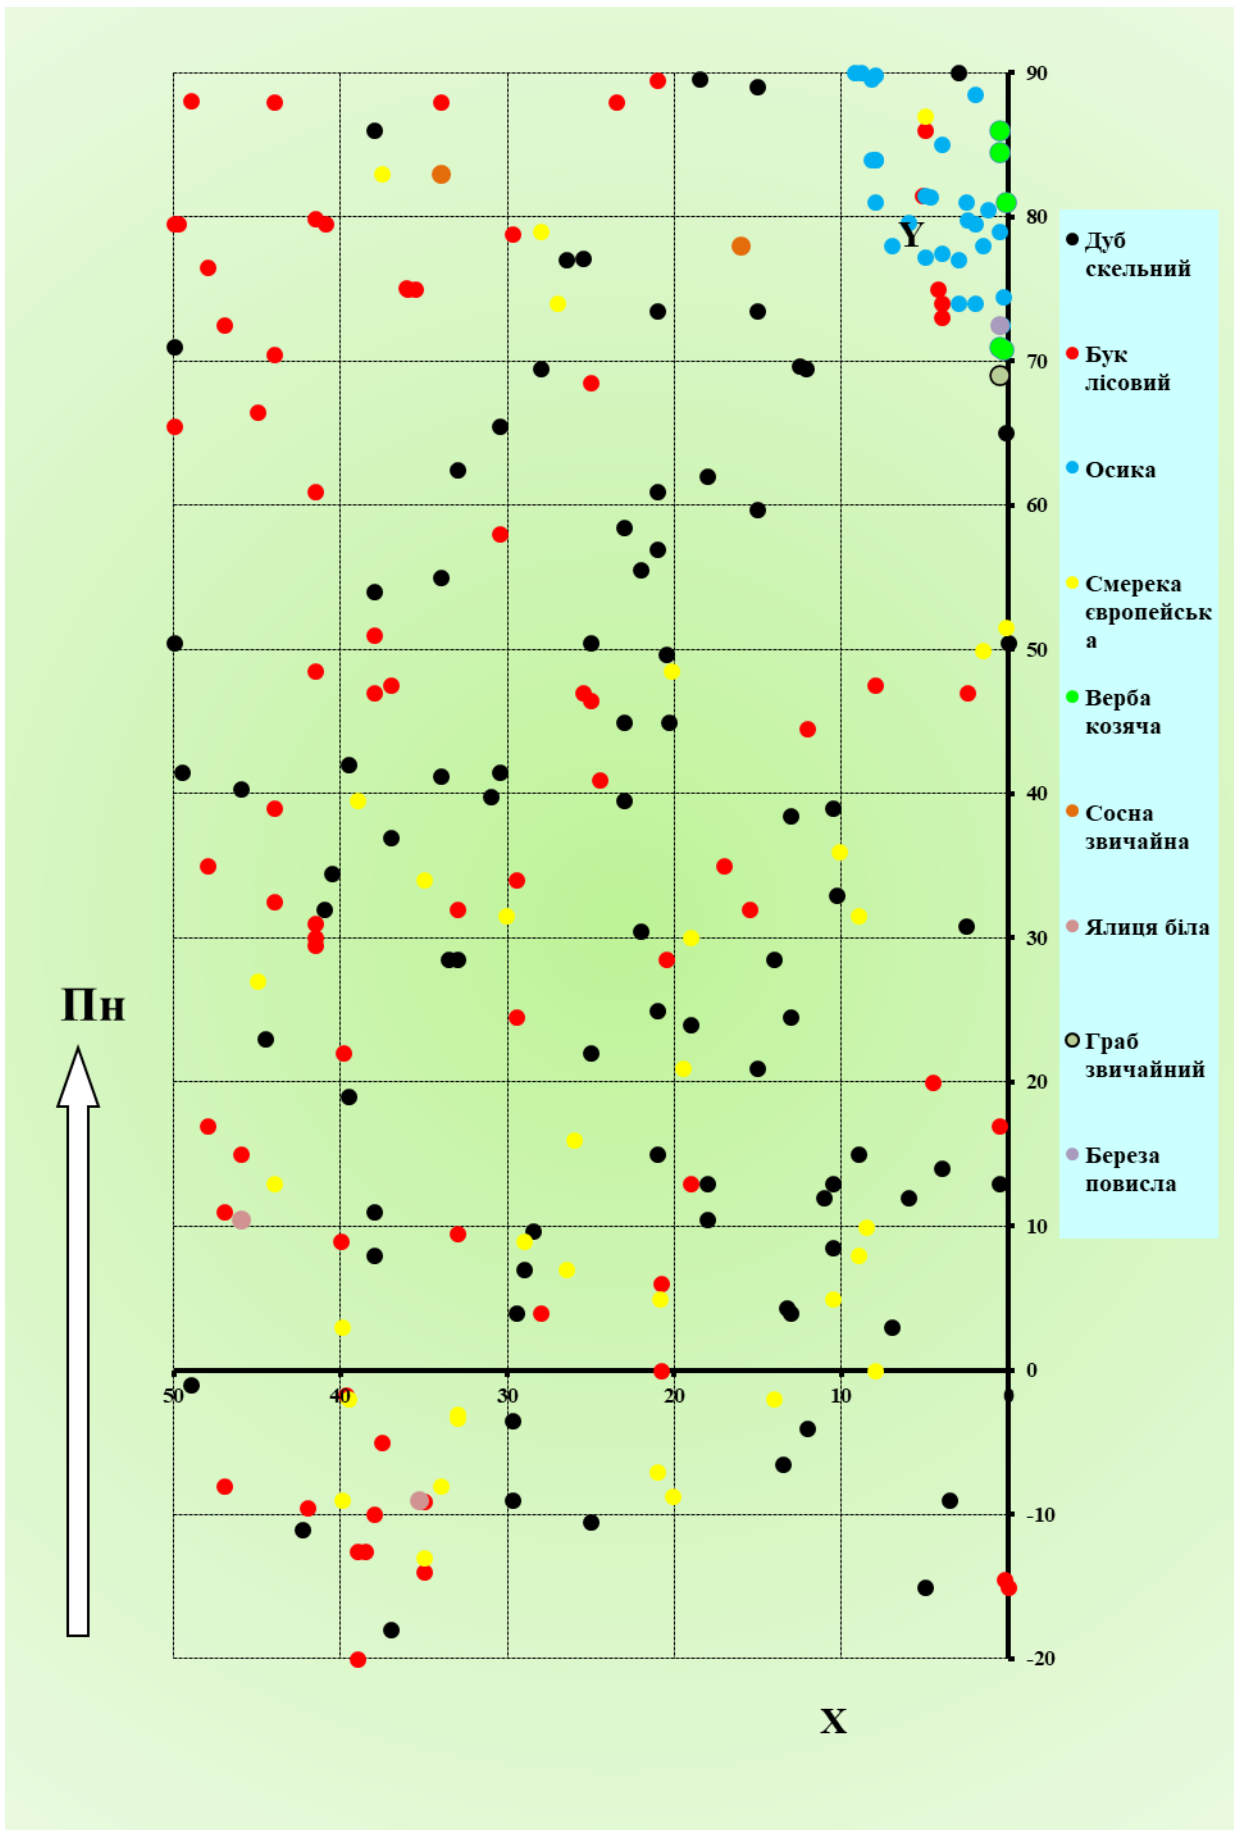 90
80
Y
70
60
50
40
30
20
10
0
50
40
30
20
10
0
-10
-20
X
Пн
Дуб
скельний
Бук
лісовий
Осика
Смерека
європейськ
а
Верба
козяча
Сосна
звичайна
Ялиця біла
Граб
звичайний
Береза
повисла